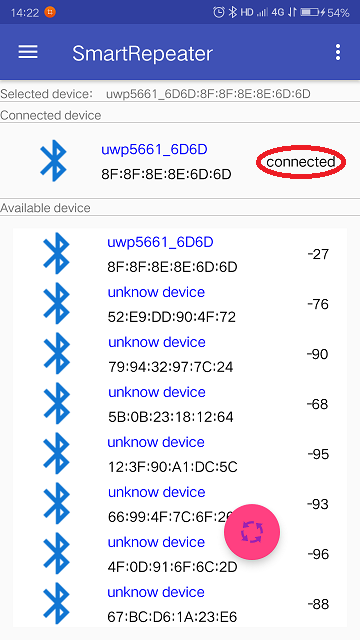 14:22 HD 4G 54%
SmartRepeater
Selected device: uwp5661_6D6D:8F:8F:8E:8E:6D:6D
Connected device
uwp5661_6D6D
8F:8F:8E:8E:6D:6D
connected
Available device
uwp5661_6D6D
8F:8F:8E:8E:6D:6D
-27
unknow device
52:E9:DD:90:4F:72
-76
unknow device
79:94:32:97:7C:24
-90
unknow device
5B:0B:23:18:12:64
-68
unknow device
12:3F:90:A1:DC:5C
-95
unknow device
66:99:4F:7C:6F:26
-93
unknow device
4F:0D:91:6F:6C:2D
-96
unknow device
67:BC:D6:1A:23:E6
-88